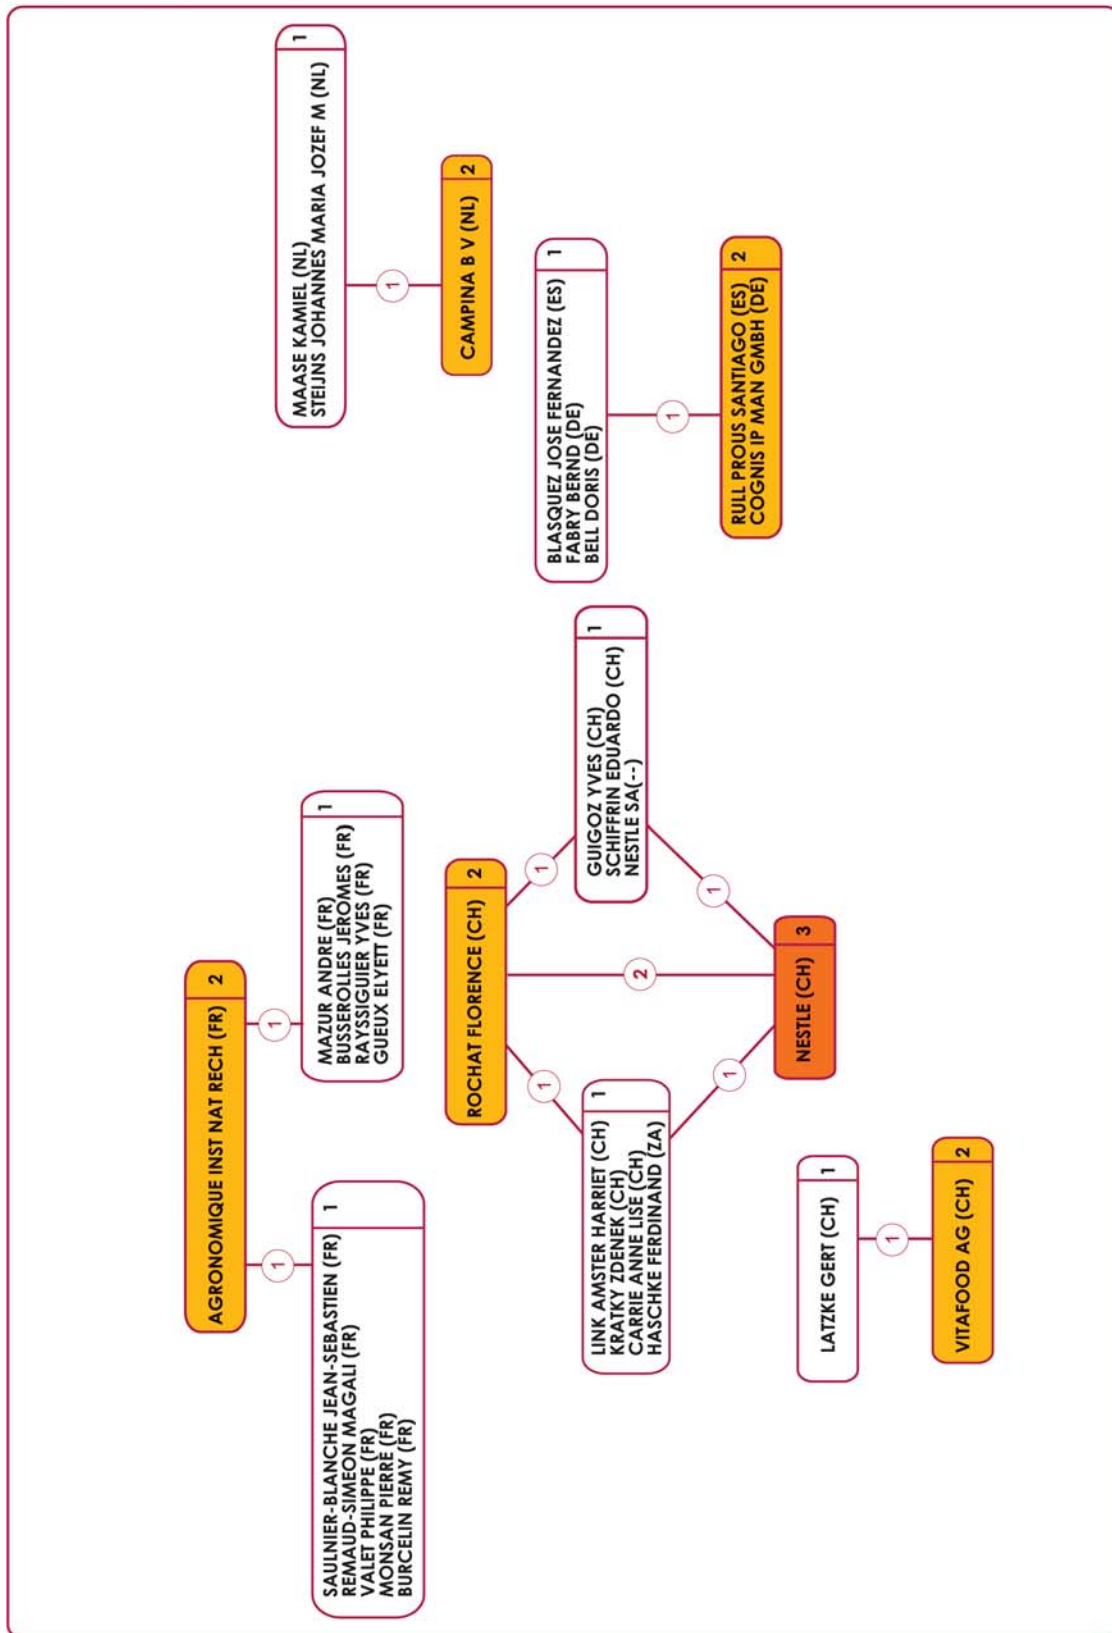 AGRONOMIQUE INST NAT RECH (FR)
2
1
1
SAULNIER-BLANCHE JEAN-SEBASTIEN (FR)
REMAUD-SIMEON MAGALI (FR)
VALET PHILIPPE (FR)
MONSAN PIERRE (FR)
BURCELIN REMY (FR)
1
MAZUR ANDRE (FR)
BUSSEROLLES JEROMES (FR)
RAYSSIGUIER YVES (FR)
GUEUX ELYETT (FR)
1
MAASE KAMIEL (NL)
STEIJNS JOHANNES MARIA JOZEF M (NL)
1
1
CAMPINA B V (NL)
2
ROCHAT FLORENCE (CH)
2
1
2
1
LINK AMSTER HARRIET (CH)
KRATKY ZDENEK (CH)
CARRIE ANNE LISE (CH)
HASCHKE FERDINAND (ZA)
1
GUIGOZ YVES (CH)
SCHIFFRIN EDUARDO (CH)
NESTLE SA(--)
1
1
1
NESTLE (CH)
3
BLASQUEZ JOSE FERNANDEZ (ES)
FABRY BERND (DE)
BELL DORIS (DE)
1
1
RULL PROUS SANTIAGO (ES)
COGNIS IP MAN GMBH (DE)
2
LATZKE GERT (CH)
1
1
VITAFOOD AG (CH)
2